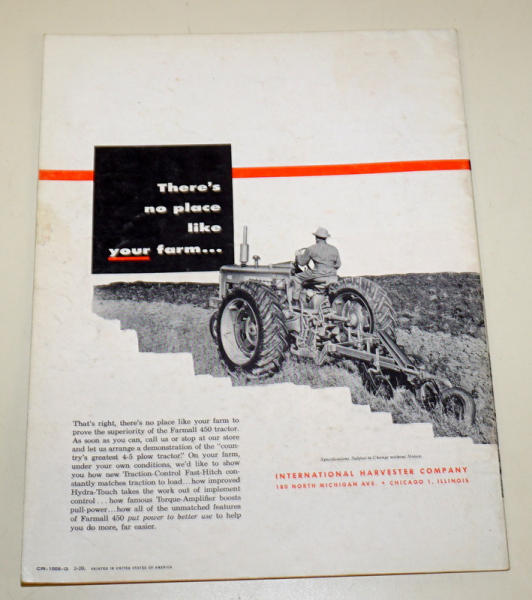 There's
no place
like
your farm...
That's right, there's no place like your farm to
prove the superiority of the Farmall 450 tractor.
As soon as you can, call us or stop at our store
and let us arrange a demonstration of the "coun-
try's greatest 4-5 plow tractor." On your farm,
under your own conditions, we'd like to show
you how new Traction-Control Fast-Hitch con-
stantly matches traction to load...how improved
Hydra-Touch takes the work out of implement
control...how famous Torque-Amplifier boosts
pull-power...how all of the unmatched features
of Farmall 450 put power to better use to help
you do more, far easier.
Specifications Subject to Change without Notice.
INTERNATIONAL HARVESTER COMPANY
180 NORTH MICHIGAN AVE. • CHICAGO 1, ILLINOIS
PRINTED IN UNITED STATES OF AMERICA